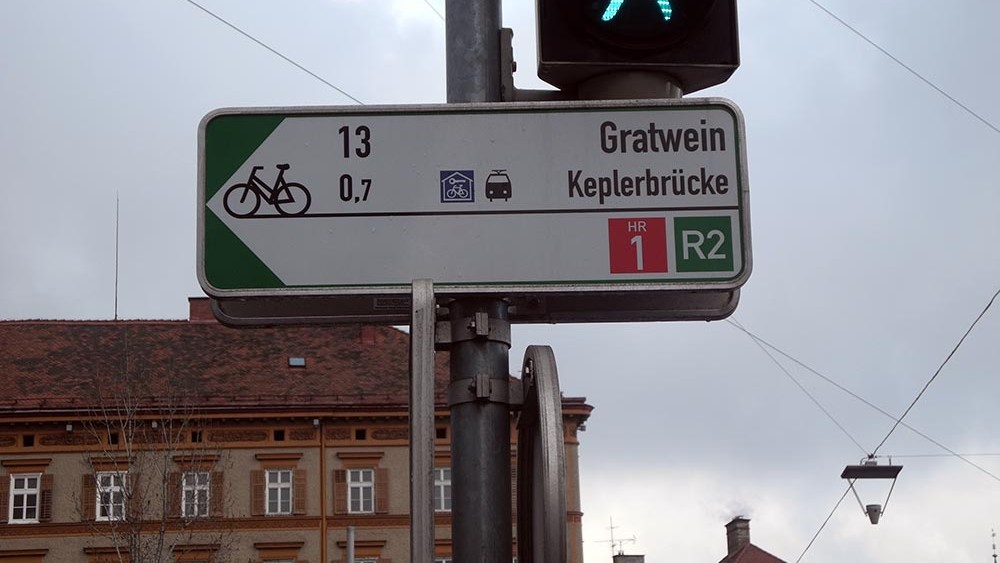 13 Gratwein
0,7 Keplerbrücke
HR
1 R2